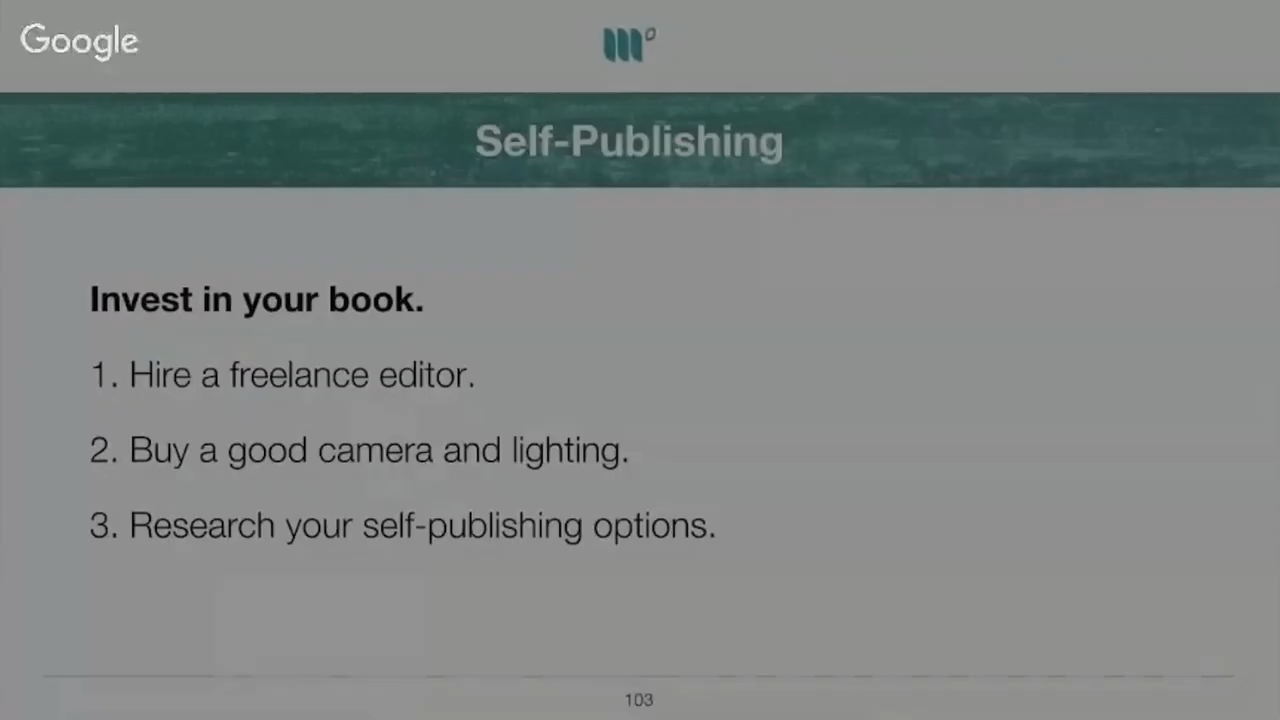 Google
Self-Publishing
Invest in your book.
1. Hire a freelance editor.
2. Buy a good camera and lighting.
3. Research your self-publishing options.
103